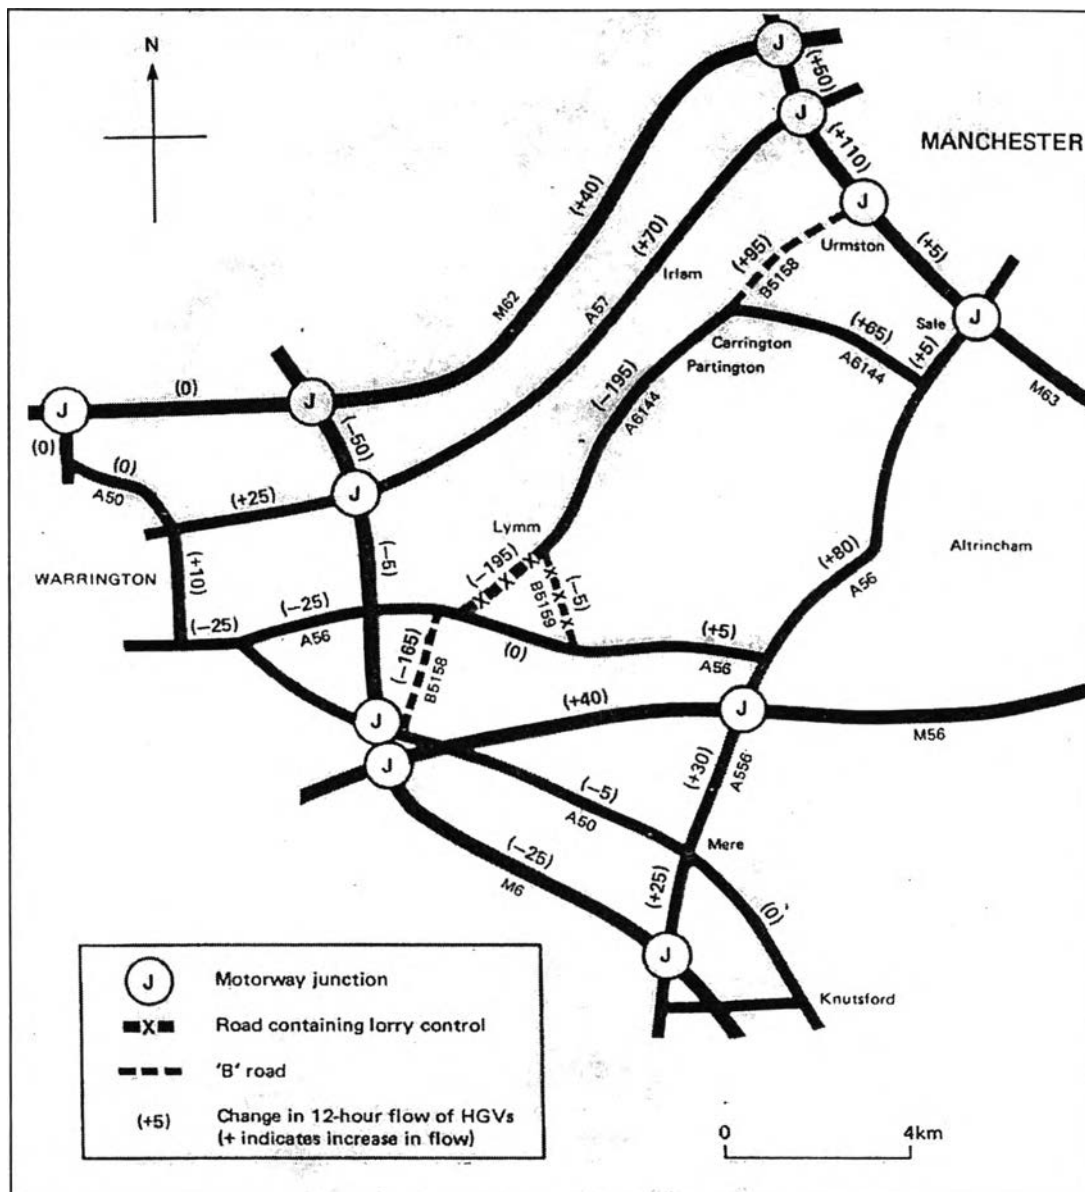 N
J
(+50)
J
MANCHESTER
(+110)
(+40)
J
(+70)
Urmston
(+95)
B5158
(+5)
Irlam
M62
A57
Sale
J
Carrington
Partington
(+65)
A6144
(+5)
(0)
J
J
(-195)
A6144
M63
(0)
(-50)
(0)
A50
(+25)
J
Lymm
(-195)
Altrincham
WARRINGTON
(+10)
(-5)
B5159
(-5)
(+80)
A56
(-25)
(-25)
A56
(0)
(+5)
A56
(-165)
B5158
(+40)
J
J
M56
J
(+30)
A556
(-5)
A50
Mere
(-25)
M6
(+25)
(0)
J
Knutsford
J Motorway junction
X Road containing lorry control
'B' road
(+5) Change in 12-hour flow of HGVs
(+ indicates increase in flow)
0 4km